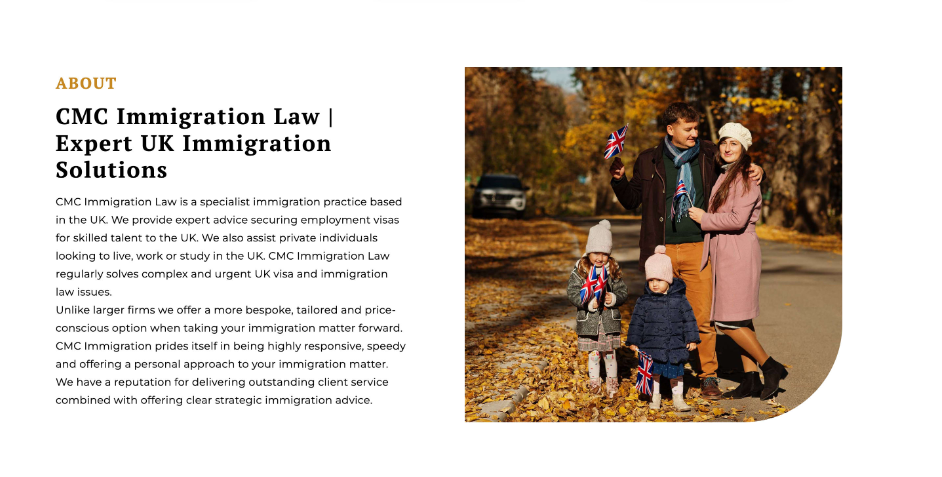 ABOUT
CMC Immigration Law |
Expert UK Immigration
Solutions
CMC Immigration Law is a specialist immigration practice based
in the UK. We provide expert advice securing employment visas
for skilled talent to the UK. We also assist private individuals
looking to live, work or study in the UK. CMC Immigration Law
regularly solves complex and urgent UK visa and immigration
law issues.
Unlike larger firms we offer a more bespoke, tailored and price-
conscious option when taking your immigration matter forward.
CMC Immigration prides itself in being highly responsive, speedy
and offering a personal approach to your immigration matter.
We have a reputation for delivering outstanding client service
combined with offering clear strategic immigration advice.